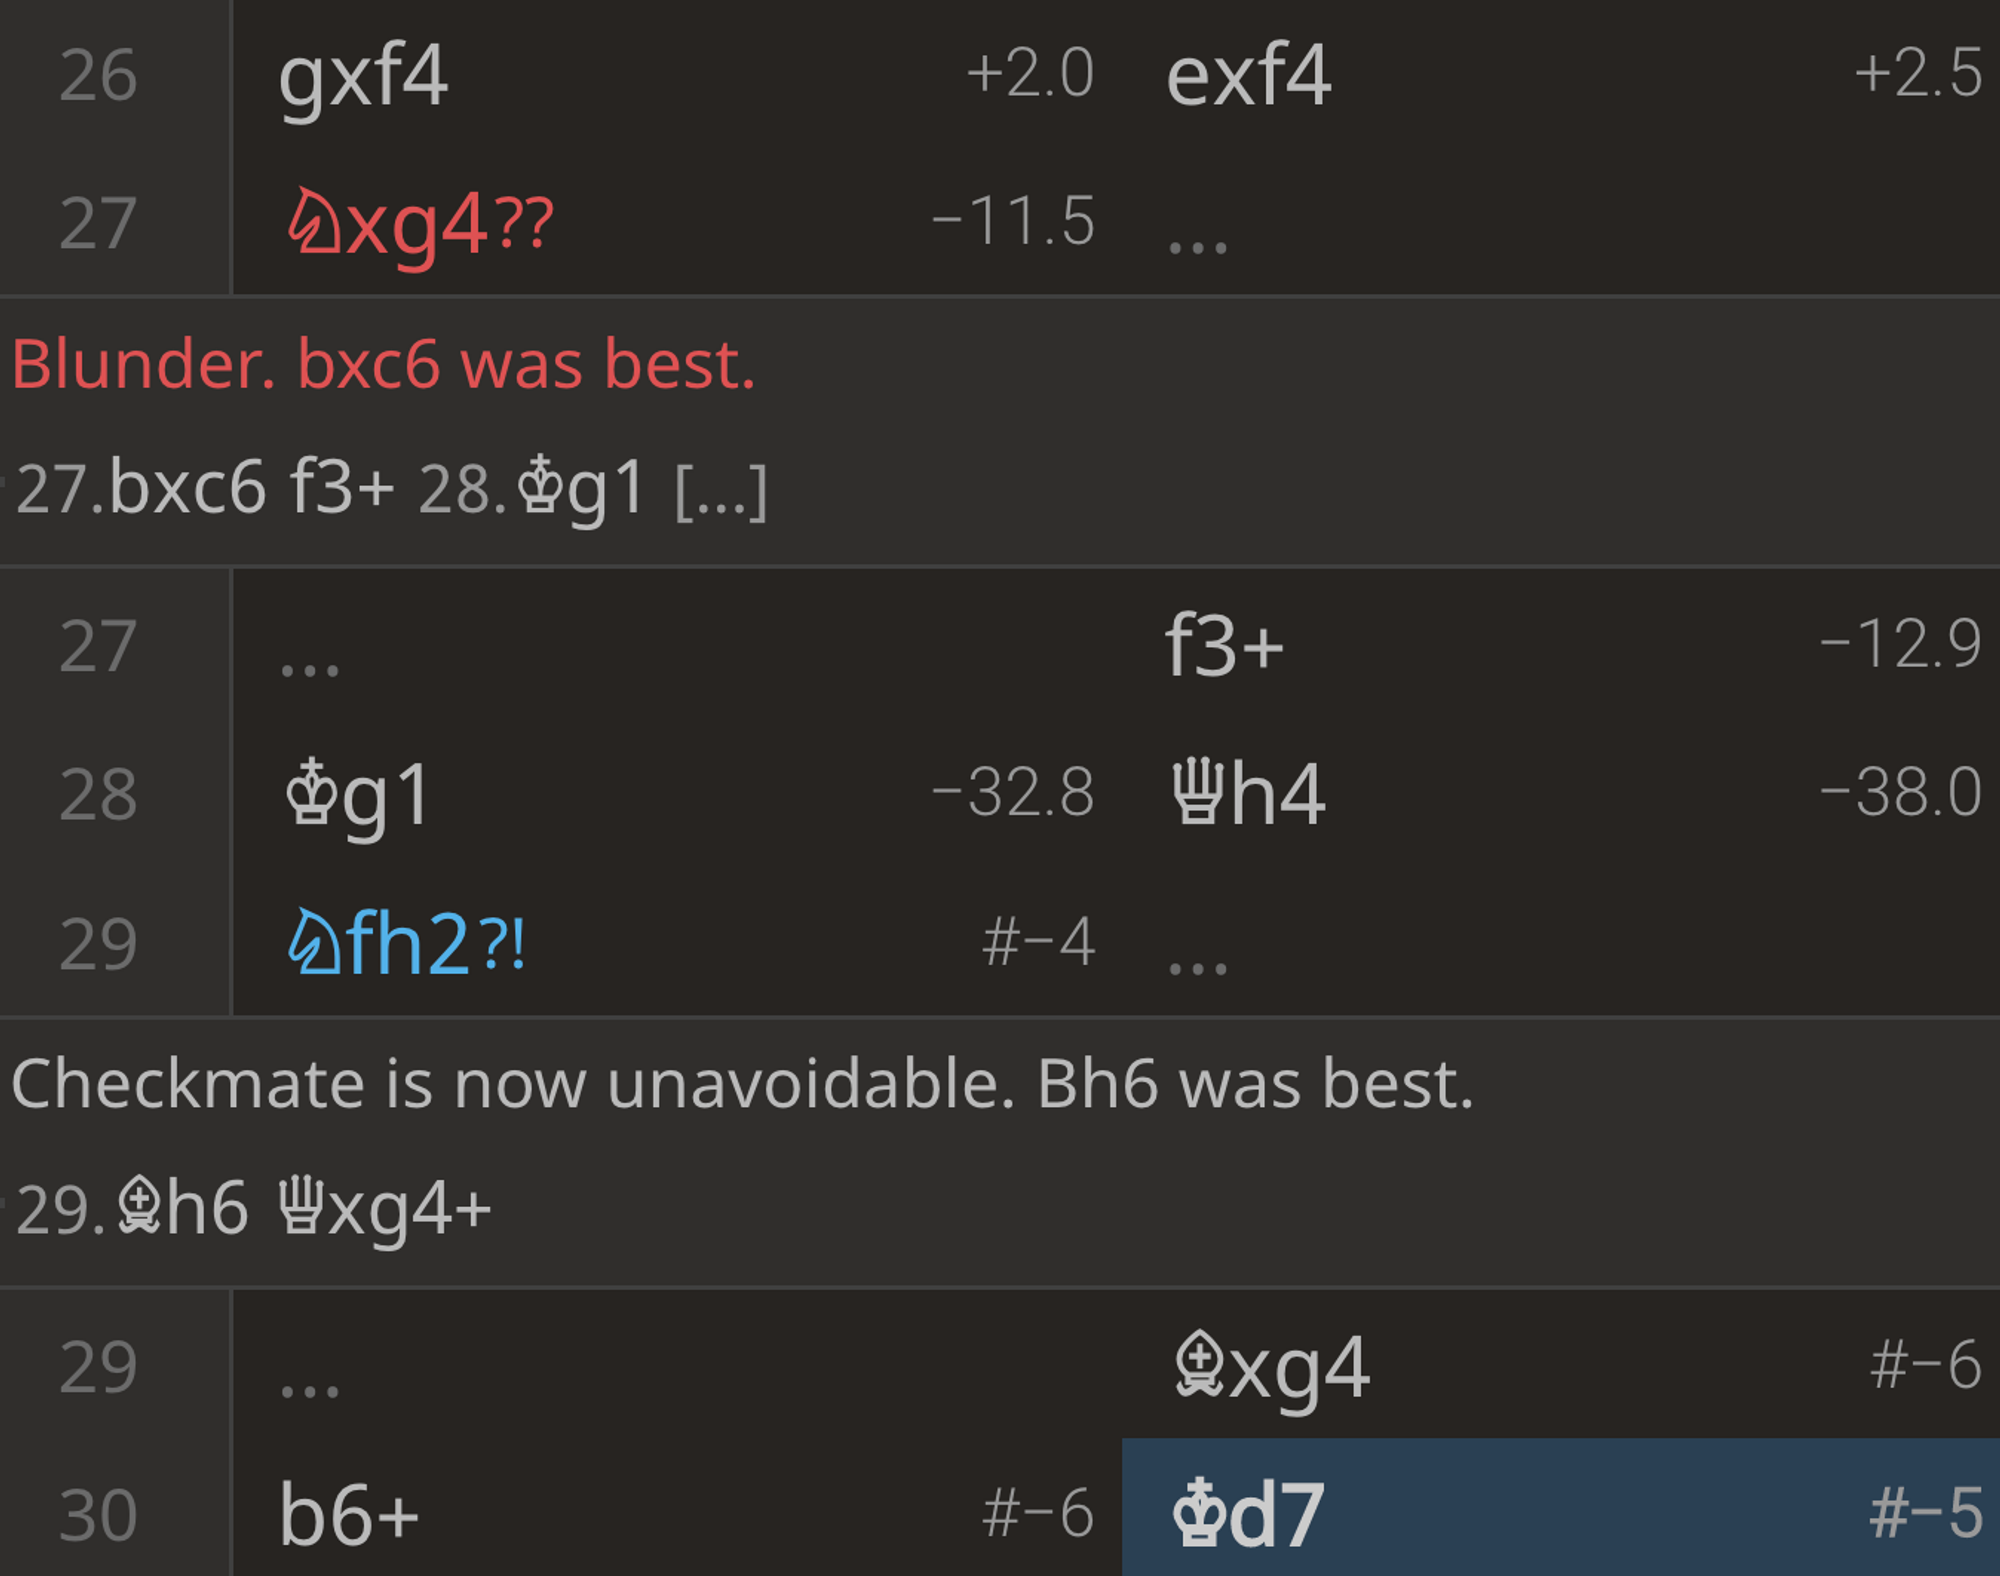 26 gxf4 +2.0 exf4 +2.5
27 ♘xg4?? −11.5 ...
Blunder. bxc6 was best.
27.bxc6 f3+ 28.♔g1 [...]
27 ... f3+ −12.9
28 ♔g1 −32.8 ♕h4 −38.0
29 ♘fh2?! #−4 ...
Checkmate is now unavoidable. Bh6 was best.
29.♗h6 ♕xg4+
29 ... ♗xg4 #−6
30 b6+ #−6 ♔d7 #−5